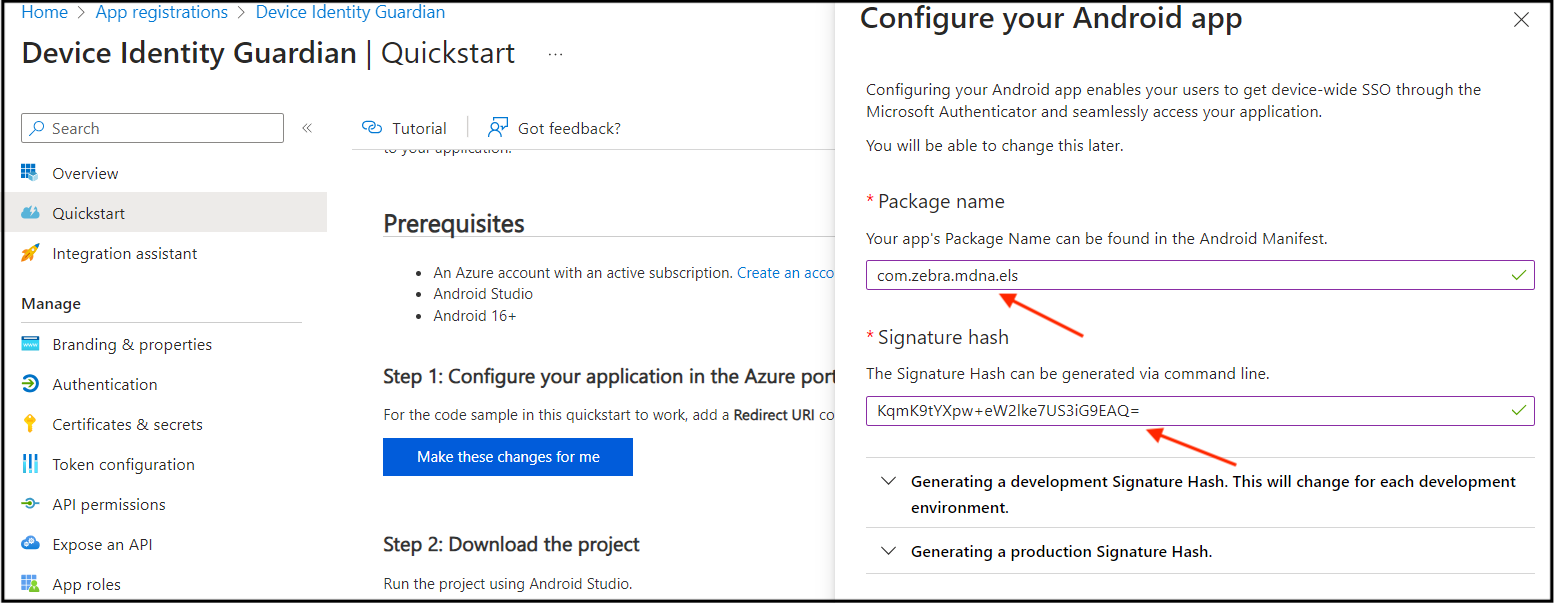 Home > App registrations > Device Identity Guardian
Device Identity Guardian | Quickstart ...
Search
«
Overview
Quickstart
Integration assistant
Manage
Branding & properties
Authentication
Certificates & secrets
Token configuration
API permissions
Expose an API
App roles
Tutorial
Got feedback?
to your application.
Prerequisites
• An Azure account with an active subscription. Create an acco
• Android Studio
• Android 16+
Step 1: Configure your application in the Azure port
For the code sample in this quickstart to work, add a Redirect URI co
Make these changes for me
Step 2: Download the project
Run the project using Android Studio.
Configure your Android app
Configuring your Android app enables your users to get device-wide SSO through the
Microsoft Authenticator and seamlessly access your application.
You will be able to change this later.
* Package name
Your app's Package Name can be found in the Android Manifest.
com.zebra.mdna.els
* Signature hash
The Signature Hash can be generated via command line.
KqmK9tYXpw+eW2lke7US3iG9EAQ=
Generating a development Signature Hash. This will change for each development
environment.
Generating a production Signature Hash.